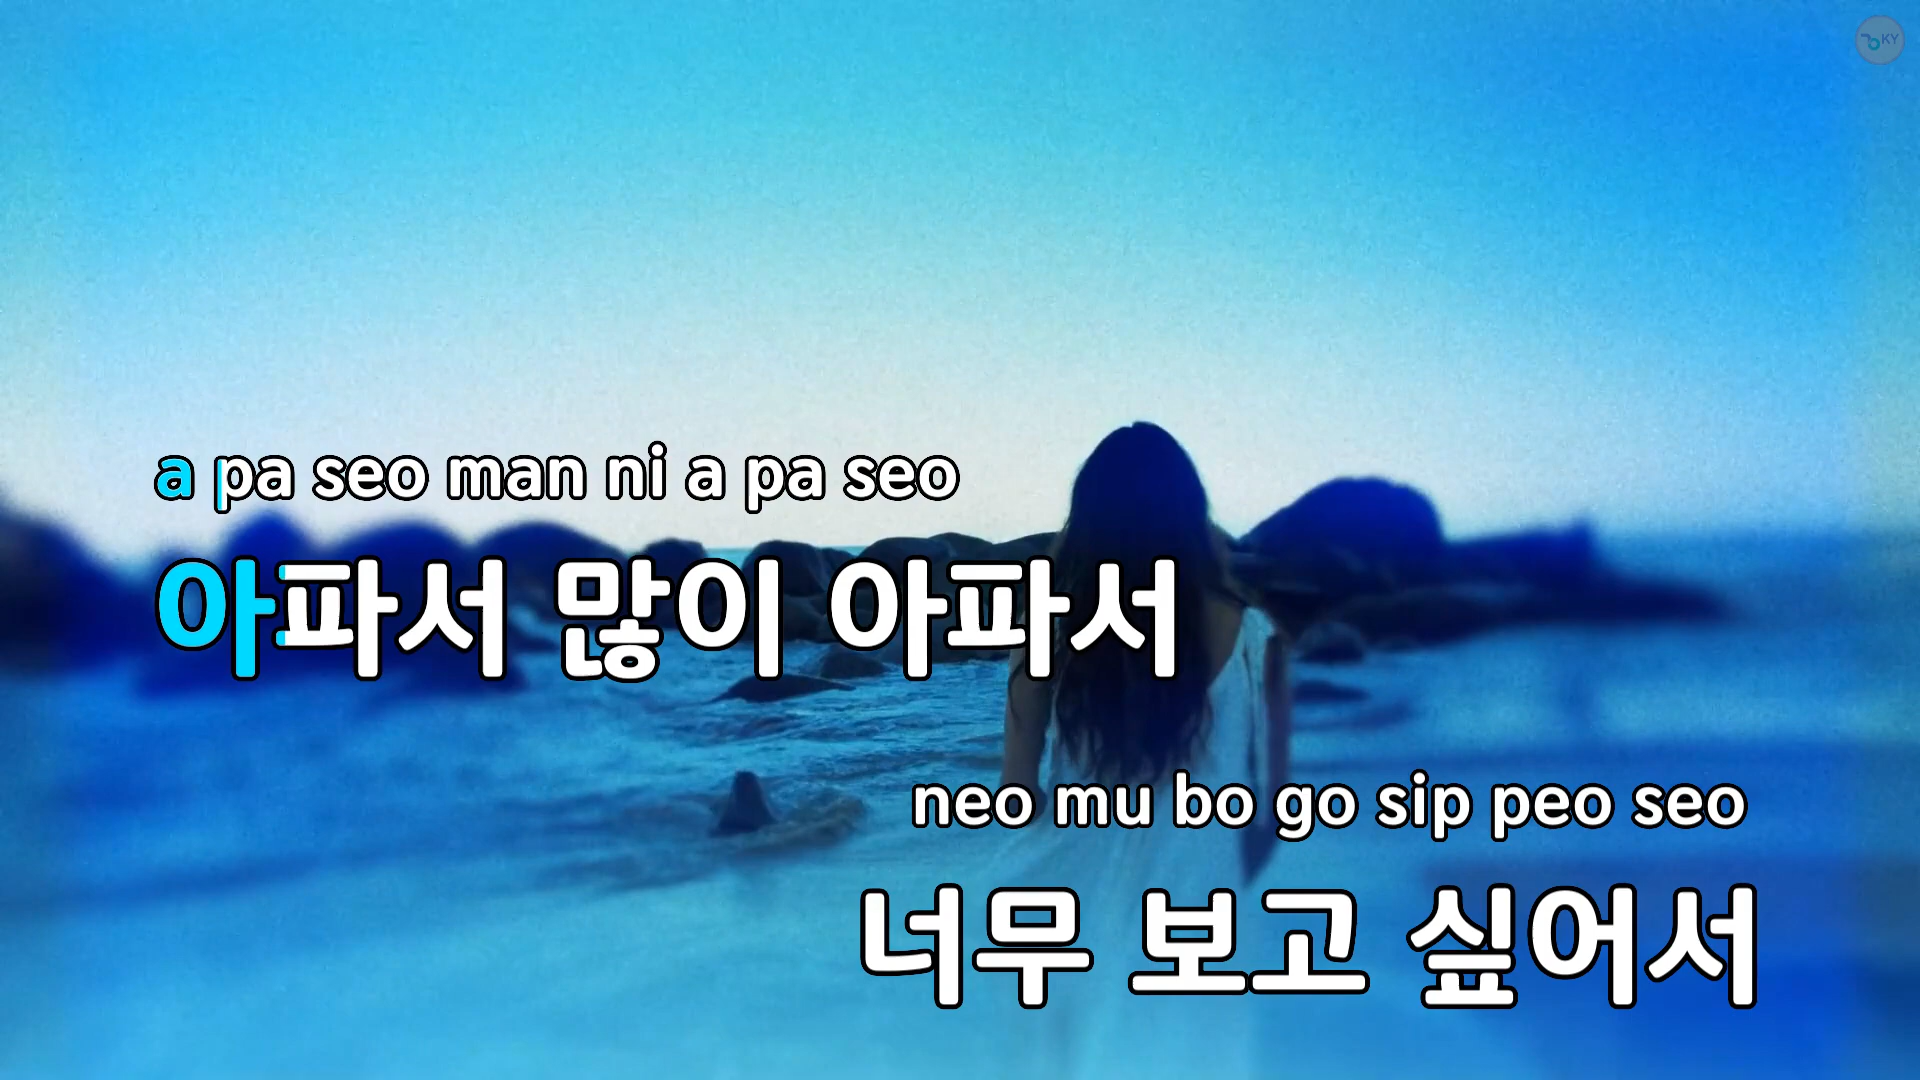 KY
a pa seo man ni a pa seo
아파서 많이 아파서
neo mu bo go sip peo seo
너무 보고 싶어서